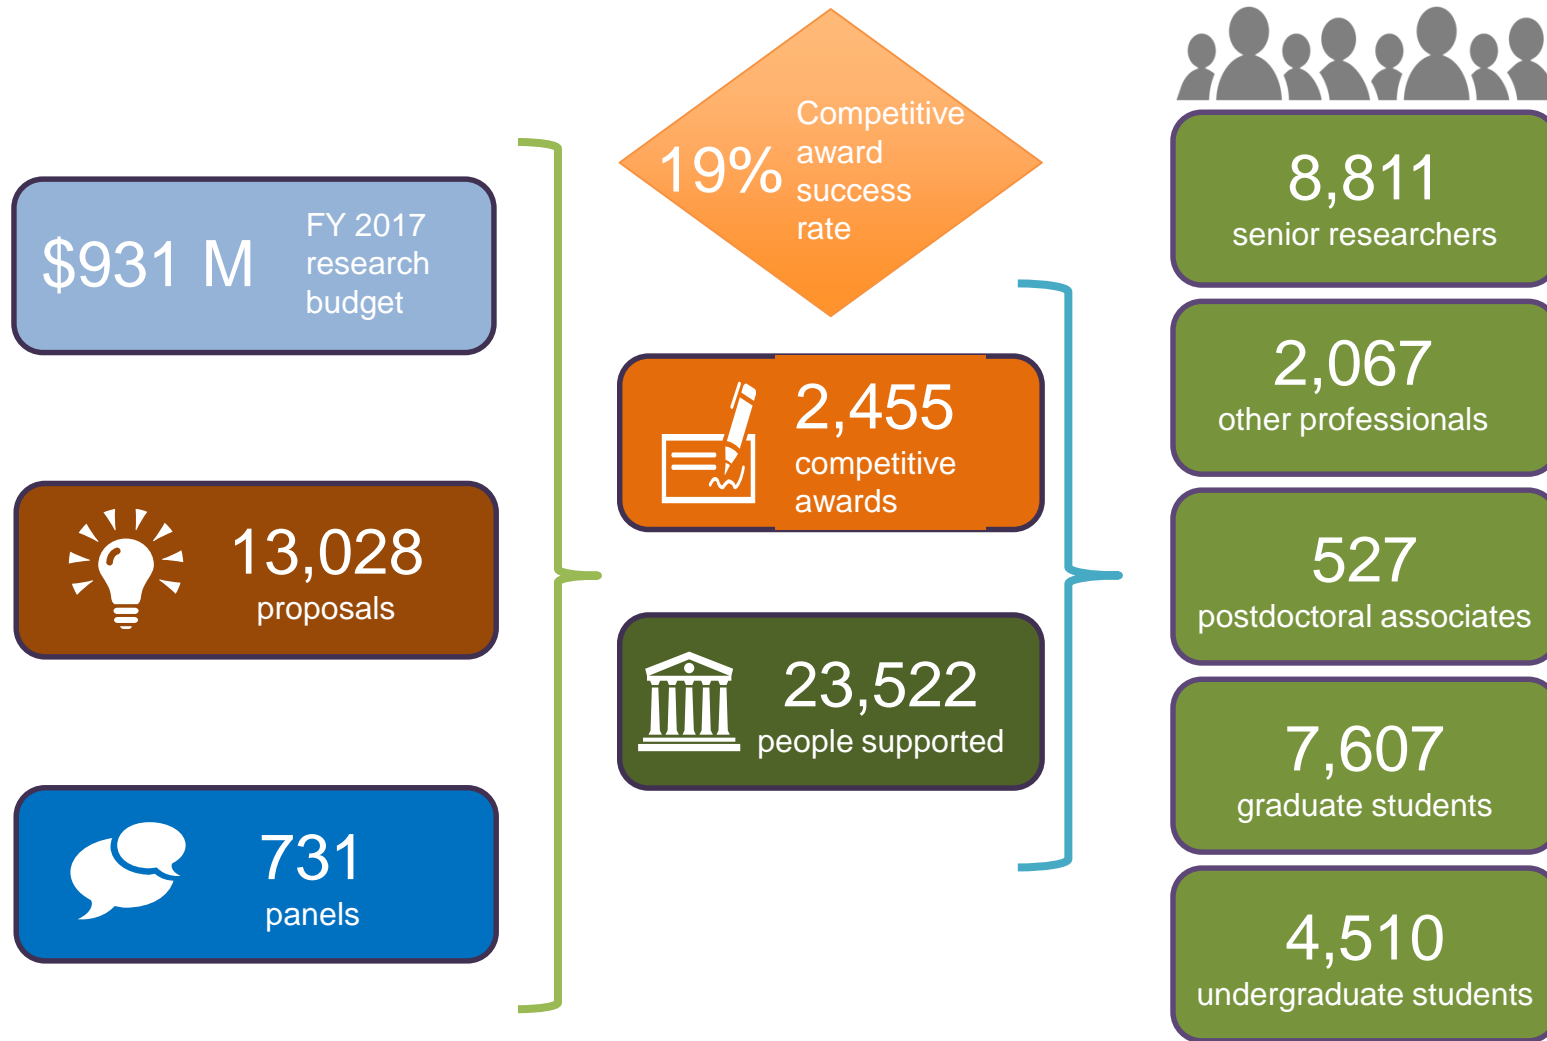 $931 M
FY 2017
research
budget
13,028
proposals
731
panels
19%
Competitive
award
success
rate
2,455
competitive
awards
23,522
people supported
8,811
senior researchers
2,067
other professionals
527
postdoctoral associates
7,607
graduate students
4,510
undergraduate students